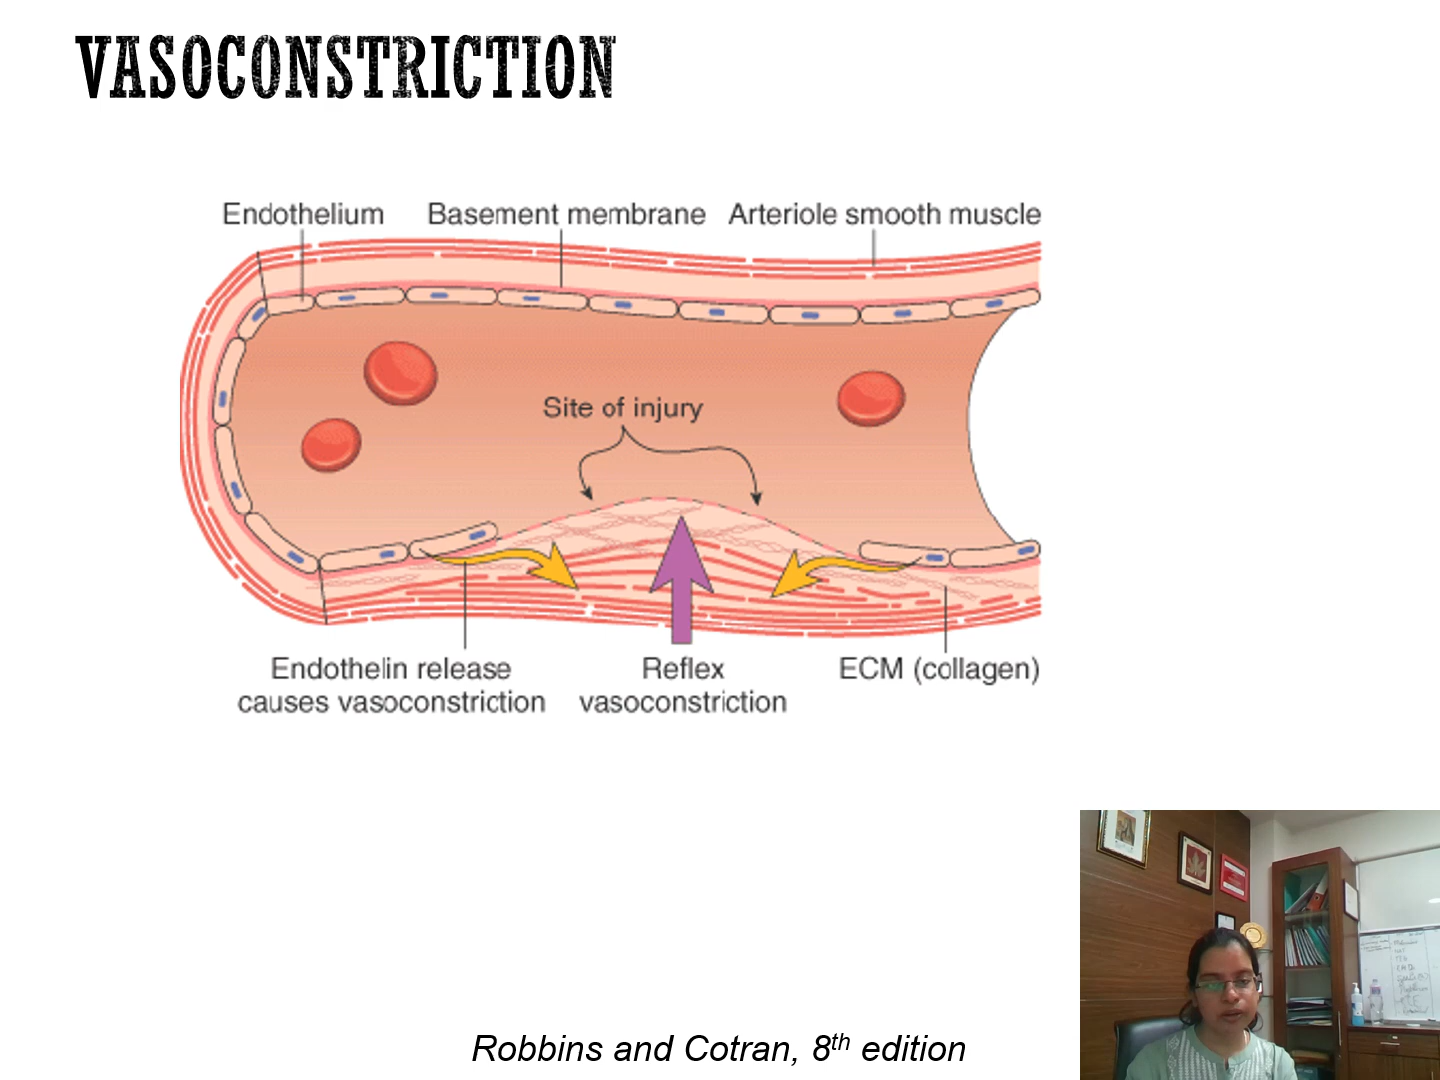 VASOCONSTRICTION
Endothelium Basement membrane Arteriole smooth muscle
Site of injury
Endothelin release
causes vasoconstriction
Reflex
vasoconstriction
ECM (collagen)
Robbins and Cotran, 8th edition